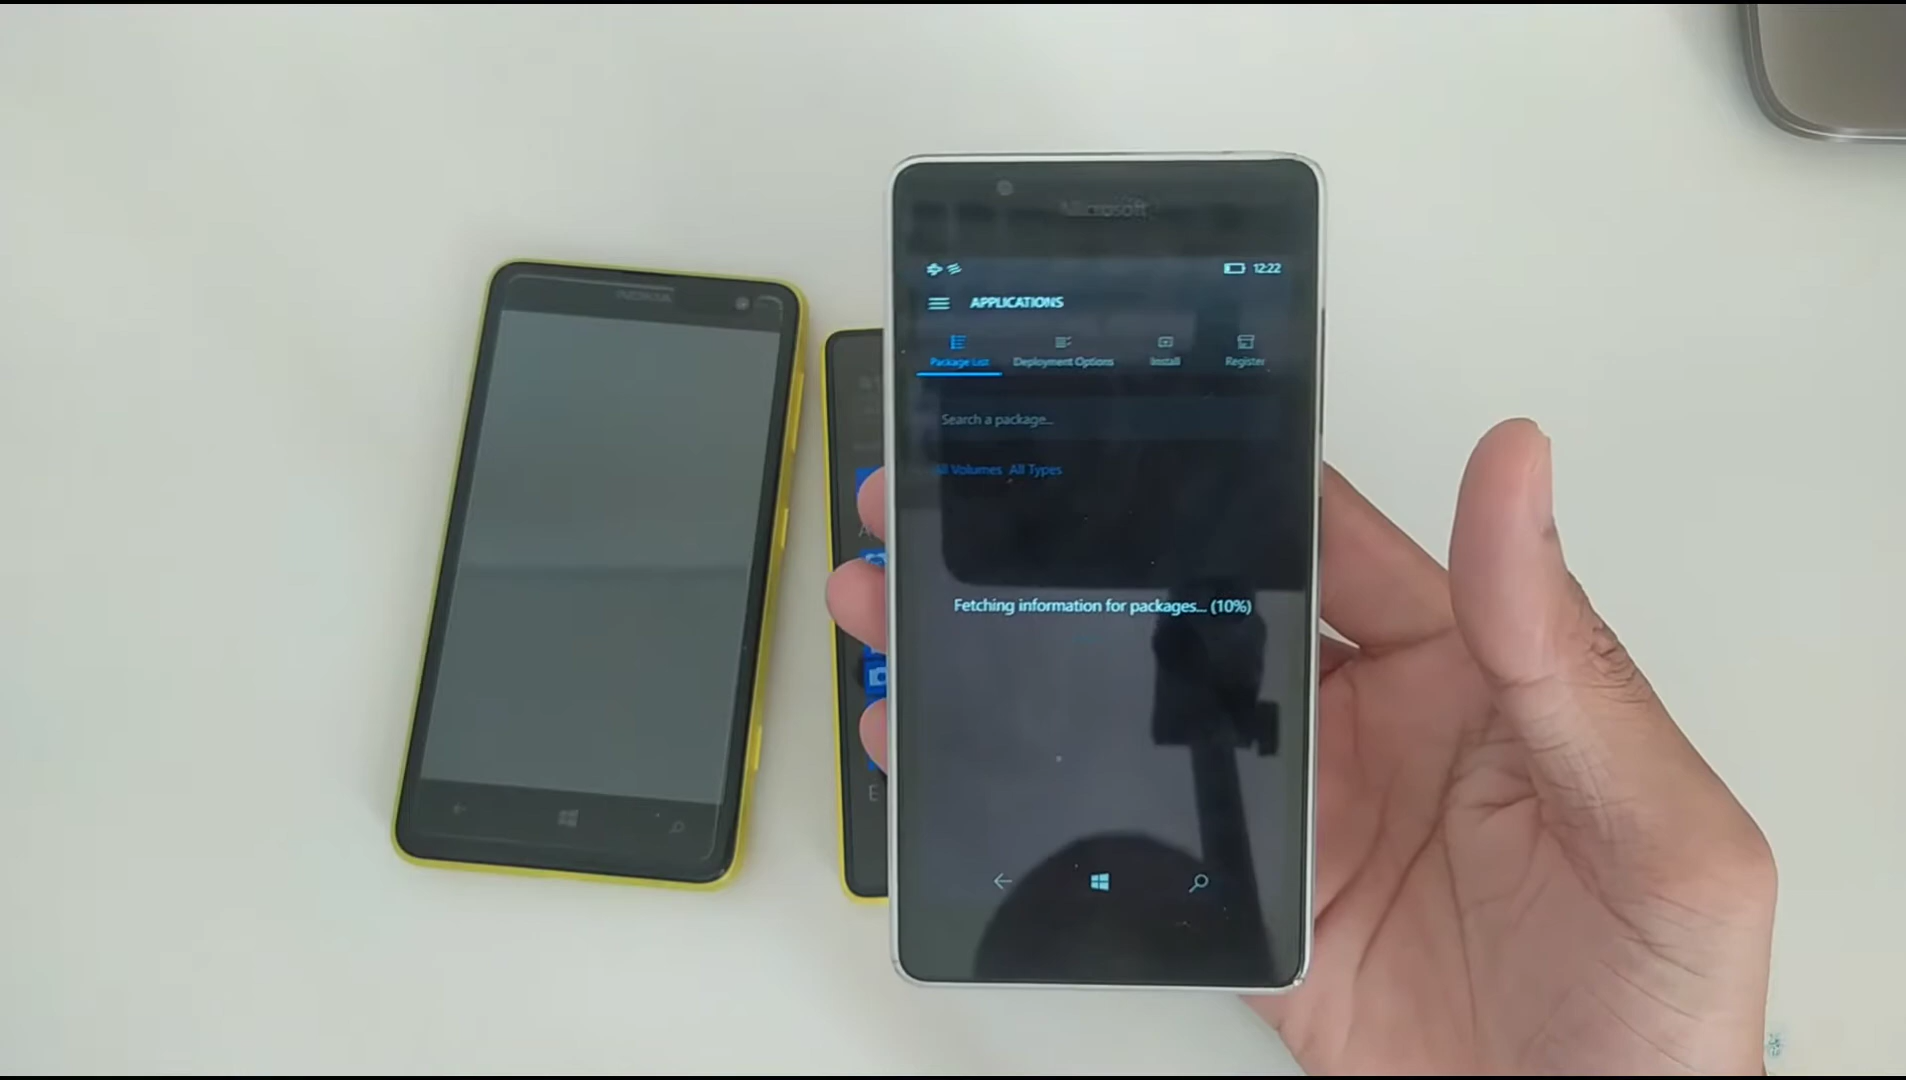 NOKIA
Microsoft
12:22
APPLICATIONS
Package List Deployment Options Install Register
Search a package...
All Volumes All Types
Fetching information for packages... (10%)
E